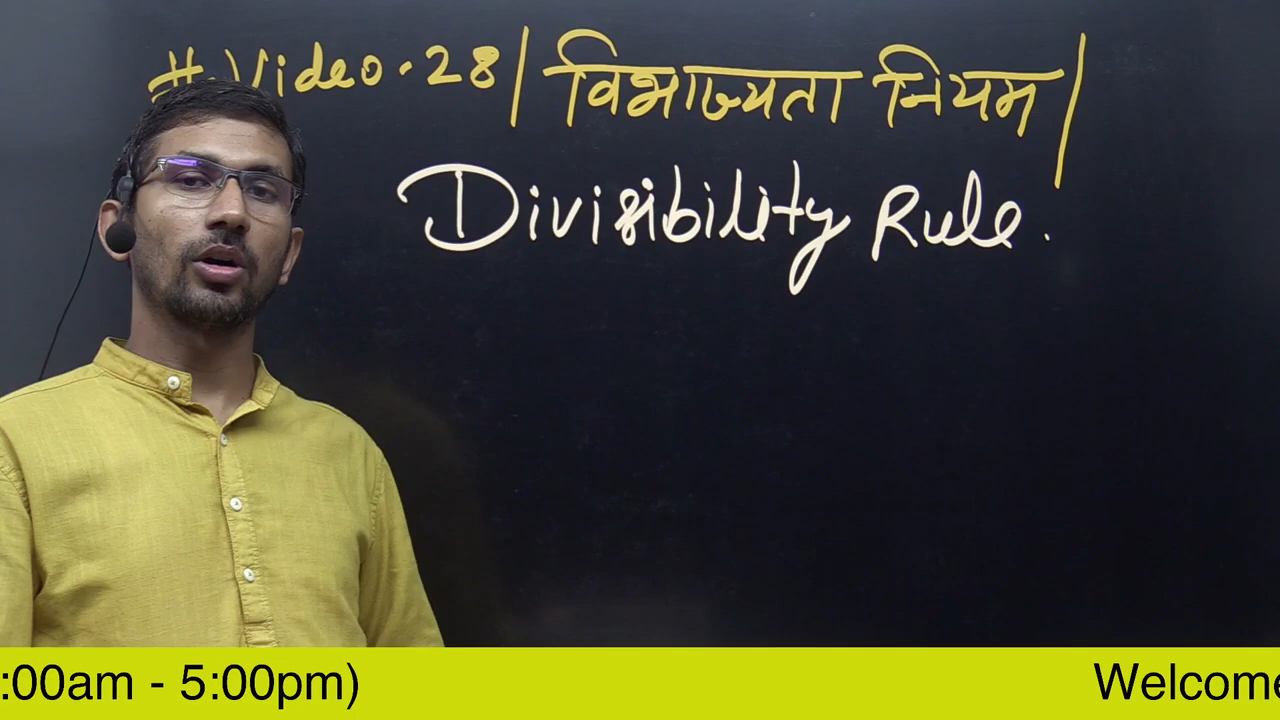 # Video - 28 | विभाज्यता नियम |
Divisibility Rule.
:00am - 5:00pm) Welcome